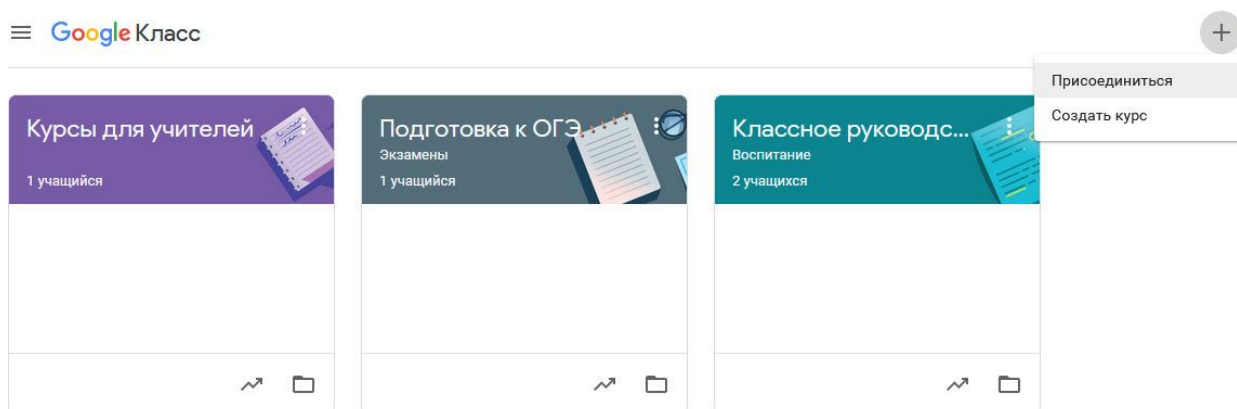 Google Класс
Присоединиться
Создать курс
Курсы для учителей
1 учащийся
Подготовка к ОГЭ
Экзамены
1 учащийся
Классное руководс...
Воспитание
2 учащихся